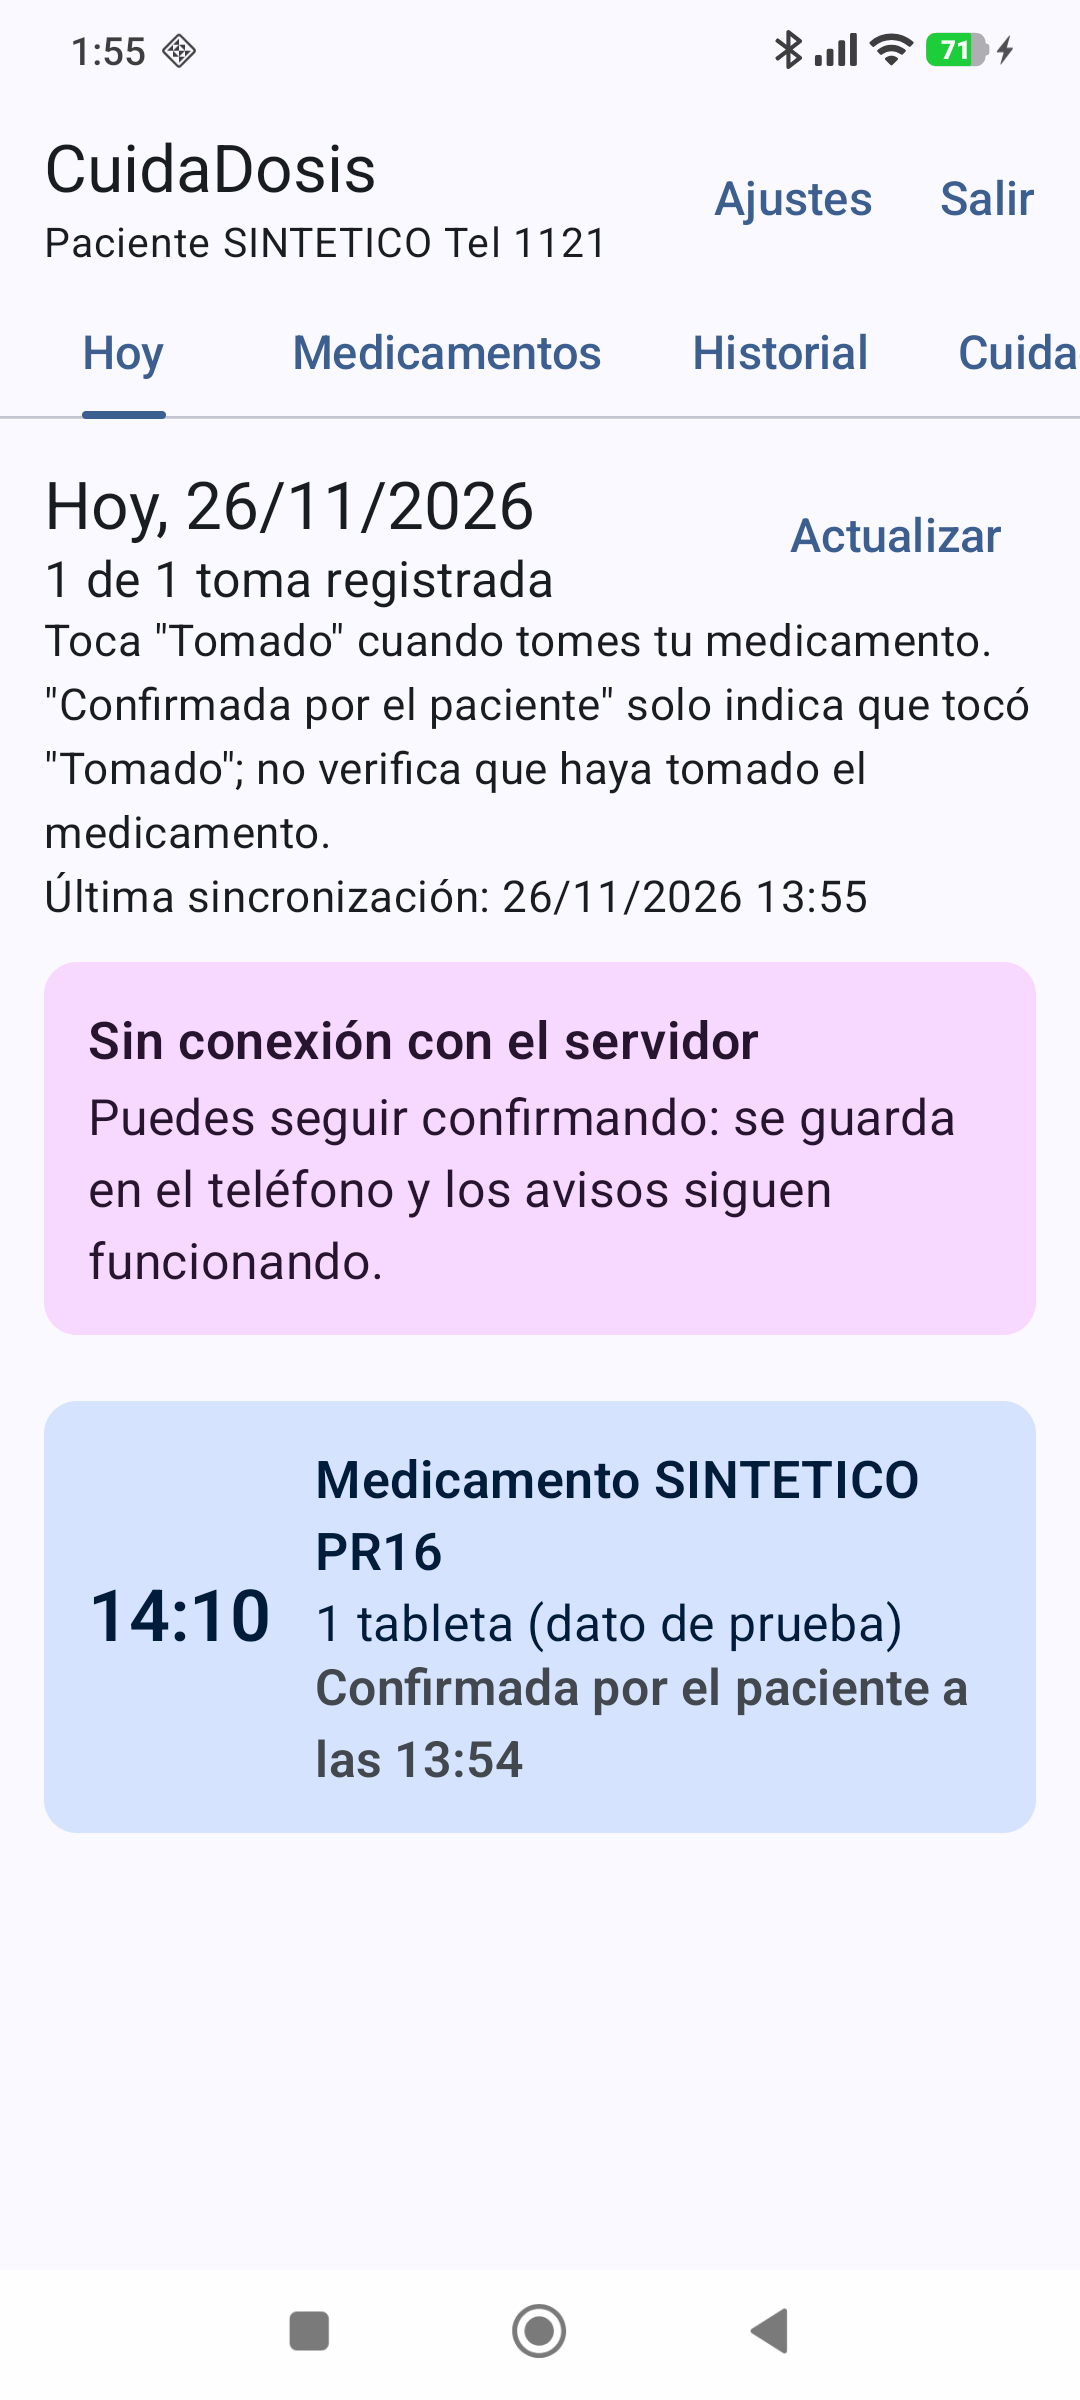 1:55
71
CuidaDosis
Ajustes
Salir
Paciente SINTETICO Tel 1121
Hoy
Medicamentos
Historial
Cuida
Hoy, 26/11/2026
Actualizar
1 de 1 toma registrada
Toca "Tomado" cuando tomes tu medicamento.
"Confirmada por el paciente" solo indica que tocó
"Tomado"; no verifica que haya tomado el
medicamento.
Última sincronización: 26/11/2026 13:55
Sin conexión con el servidor
Puedes seguir confirmando: se guarda
en el teléfono y los avisos siguen
funcionando.
14:10
Medicamento SINTETICO
PR16
1 tableta (dato de prueba)
Confirmada por el paciente a
las 13:54